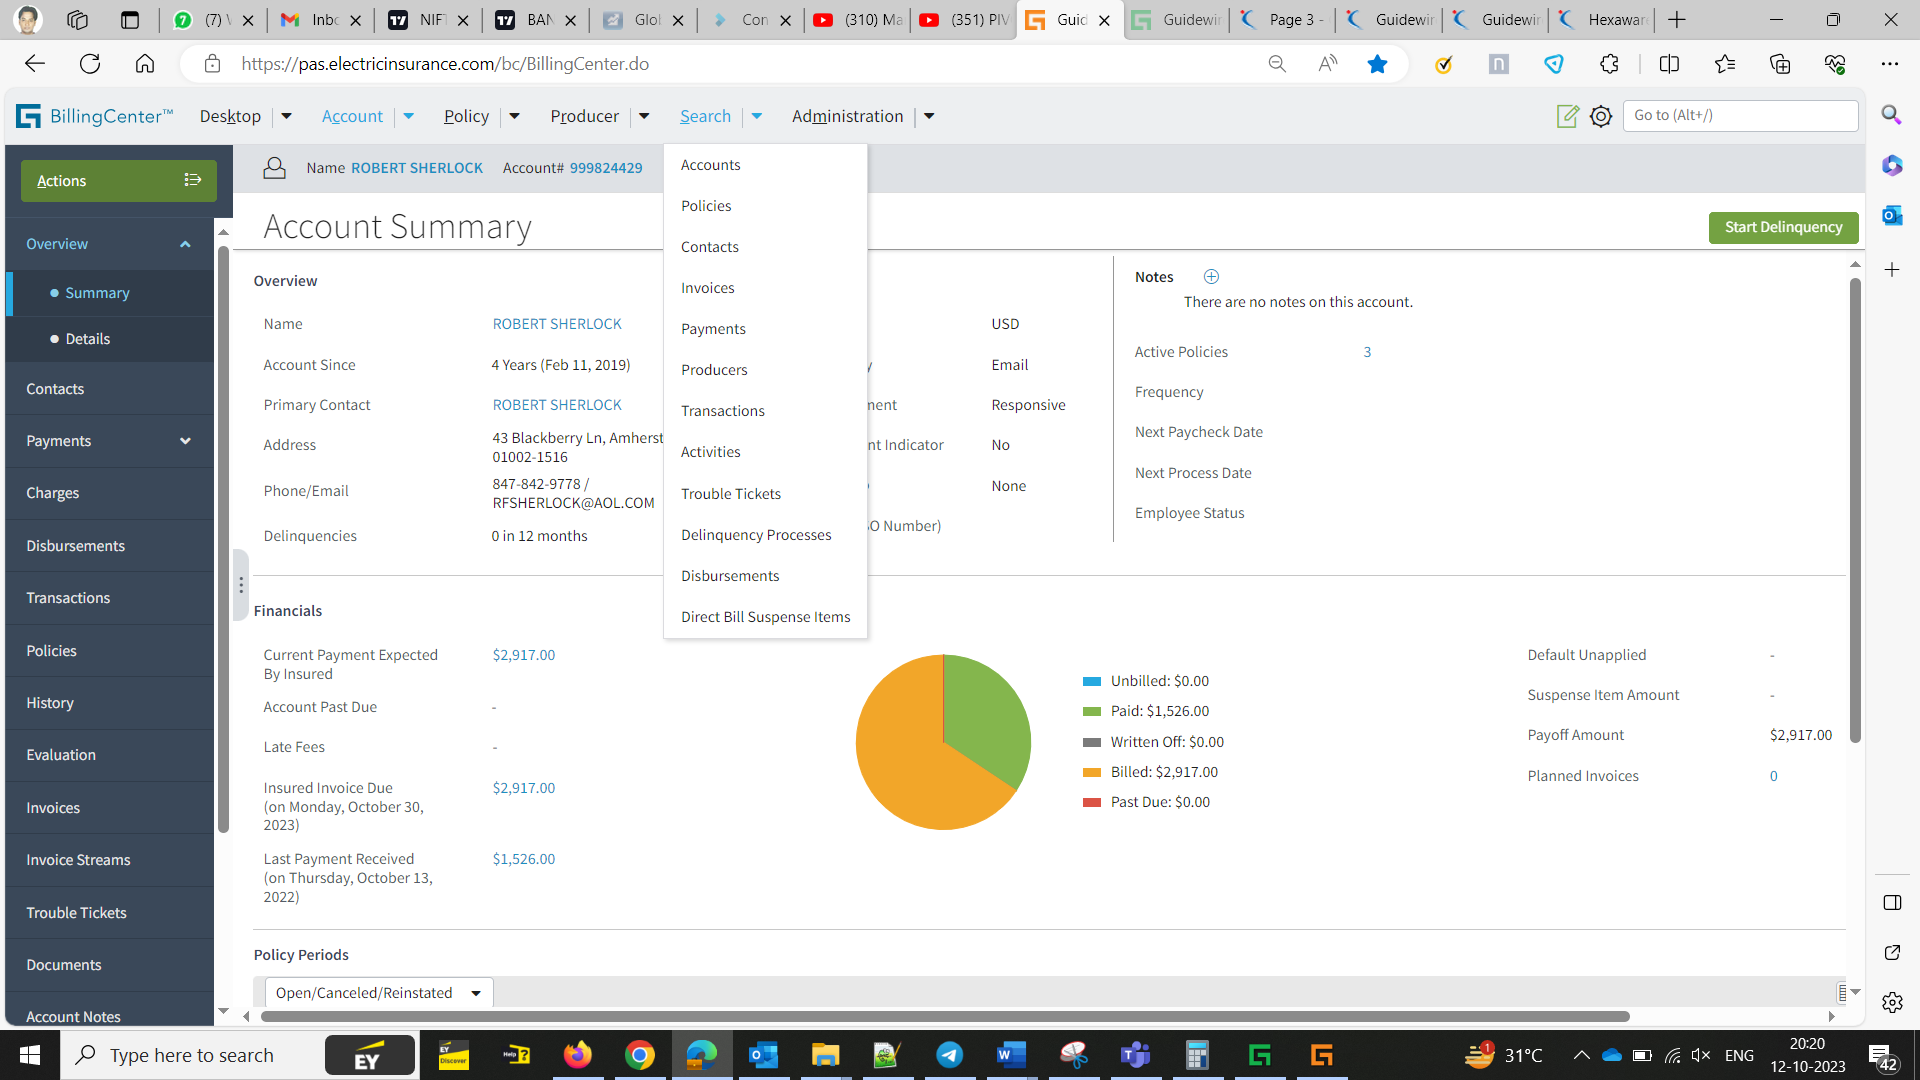 (7) W
Inbo
NIFT
BAN
Glob
Con
(310) Ma
(351) PIV
Guid
Guidewir
Page 3 -
Guidewir
Guidewir
Hexaware
https://pas.electricinsurance.com/bc/BillingCenter.do
BillingCenter™ Desktop Account Policy Producer Search Administration Go to (Alt+/)
Actions
Name ROBERT SHERLOCK Account# 999824429
Account Summary
Start Delinquency
Overview
Summary
Details
Contacts
Payments
Charges
Disbursements
Transactions
Policies
History
Evaluation
Invoices
Invoice Streams
Trouble Tickets
Documents
Account Notes
Accounts
Policies
Contacts
Invoices
Payments
Producers
Transactions
Activities
Trouble Tickets
Delinquency Processes
Disbursements
Direct Bill Suspense Items
Overview
Name ROBERT SHERLOCK
Account Since 4 Years (Feb 11, 2019)
Primary Contact ROBERT SHERLOCK
Address 43 Blackberry Ln, Amherst
01002-1516
Phone/Email 847-842-9778 /
RFSHERLOCK@AOL.COM
Delinquencies 0 in 12 months
USD
y Email
ment Responsive
nt Indicator No
None
SO Number)
Notes
There are no notes on this account.
Active Policies 3
Frequency
Next Paycheck Date
Next Process Date
Employee Status
Financials
Current Payment Expected $2,917.00
By Insured
Account Past Due -
Late Fees -
Insured Invoice Due $2,917.00
(on Monday, October 30,
2023)
Last Payment Received $1,526.00
(on Thursday, October 13,
2022)
Unbilled: $0.00
Paid: $1,526.00
Written Off: $0.00
Billed: $2,917.00
Past Due: $0.00
Default Unapplied -
Suspense Item Amount -
Payoff Amount $2,917.00
Planned Invoices 0
Policy Periods
Open/Canceled/Reinstated
Type here to search
EY
EY
Discover
Help ?
1
31°C
ENG
20:20
12-10-2023
42